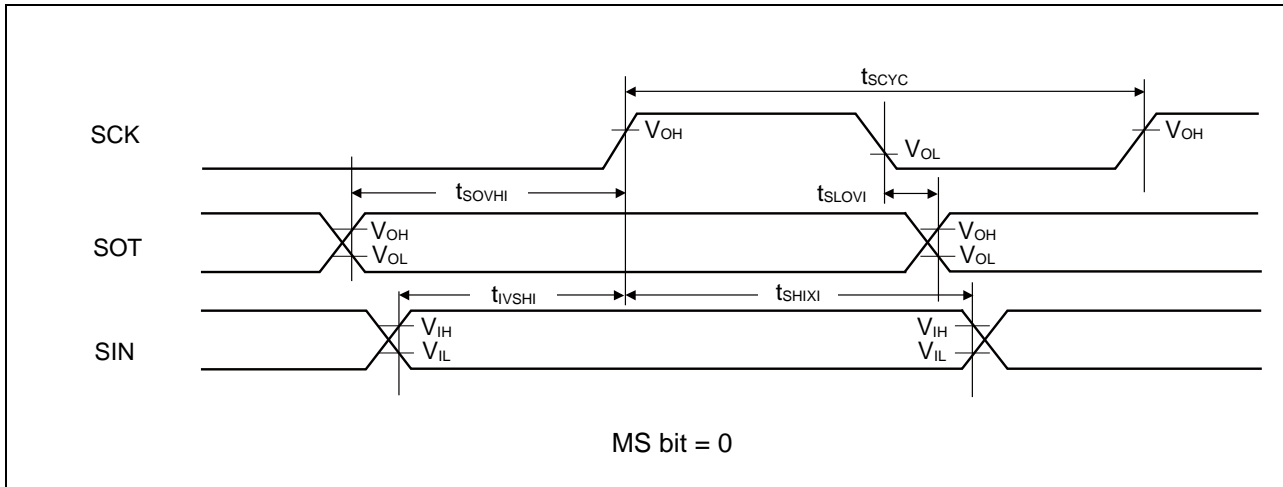 tSCYC
SCK
VOH
VOH
VOL
tSOVHI
tSLOVI
SOT
VOH
VOH
VOL
VOL
tIVSHI
tSHIXI
SIN
VIH
VIH
VIL
VIL
MS bit = 0